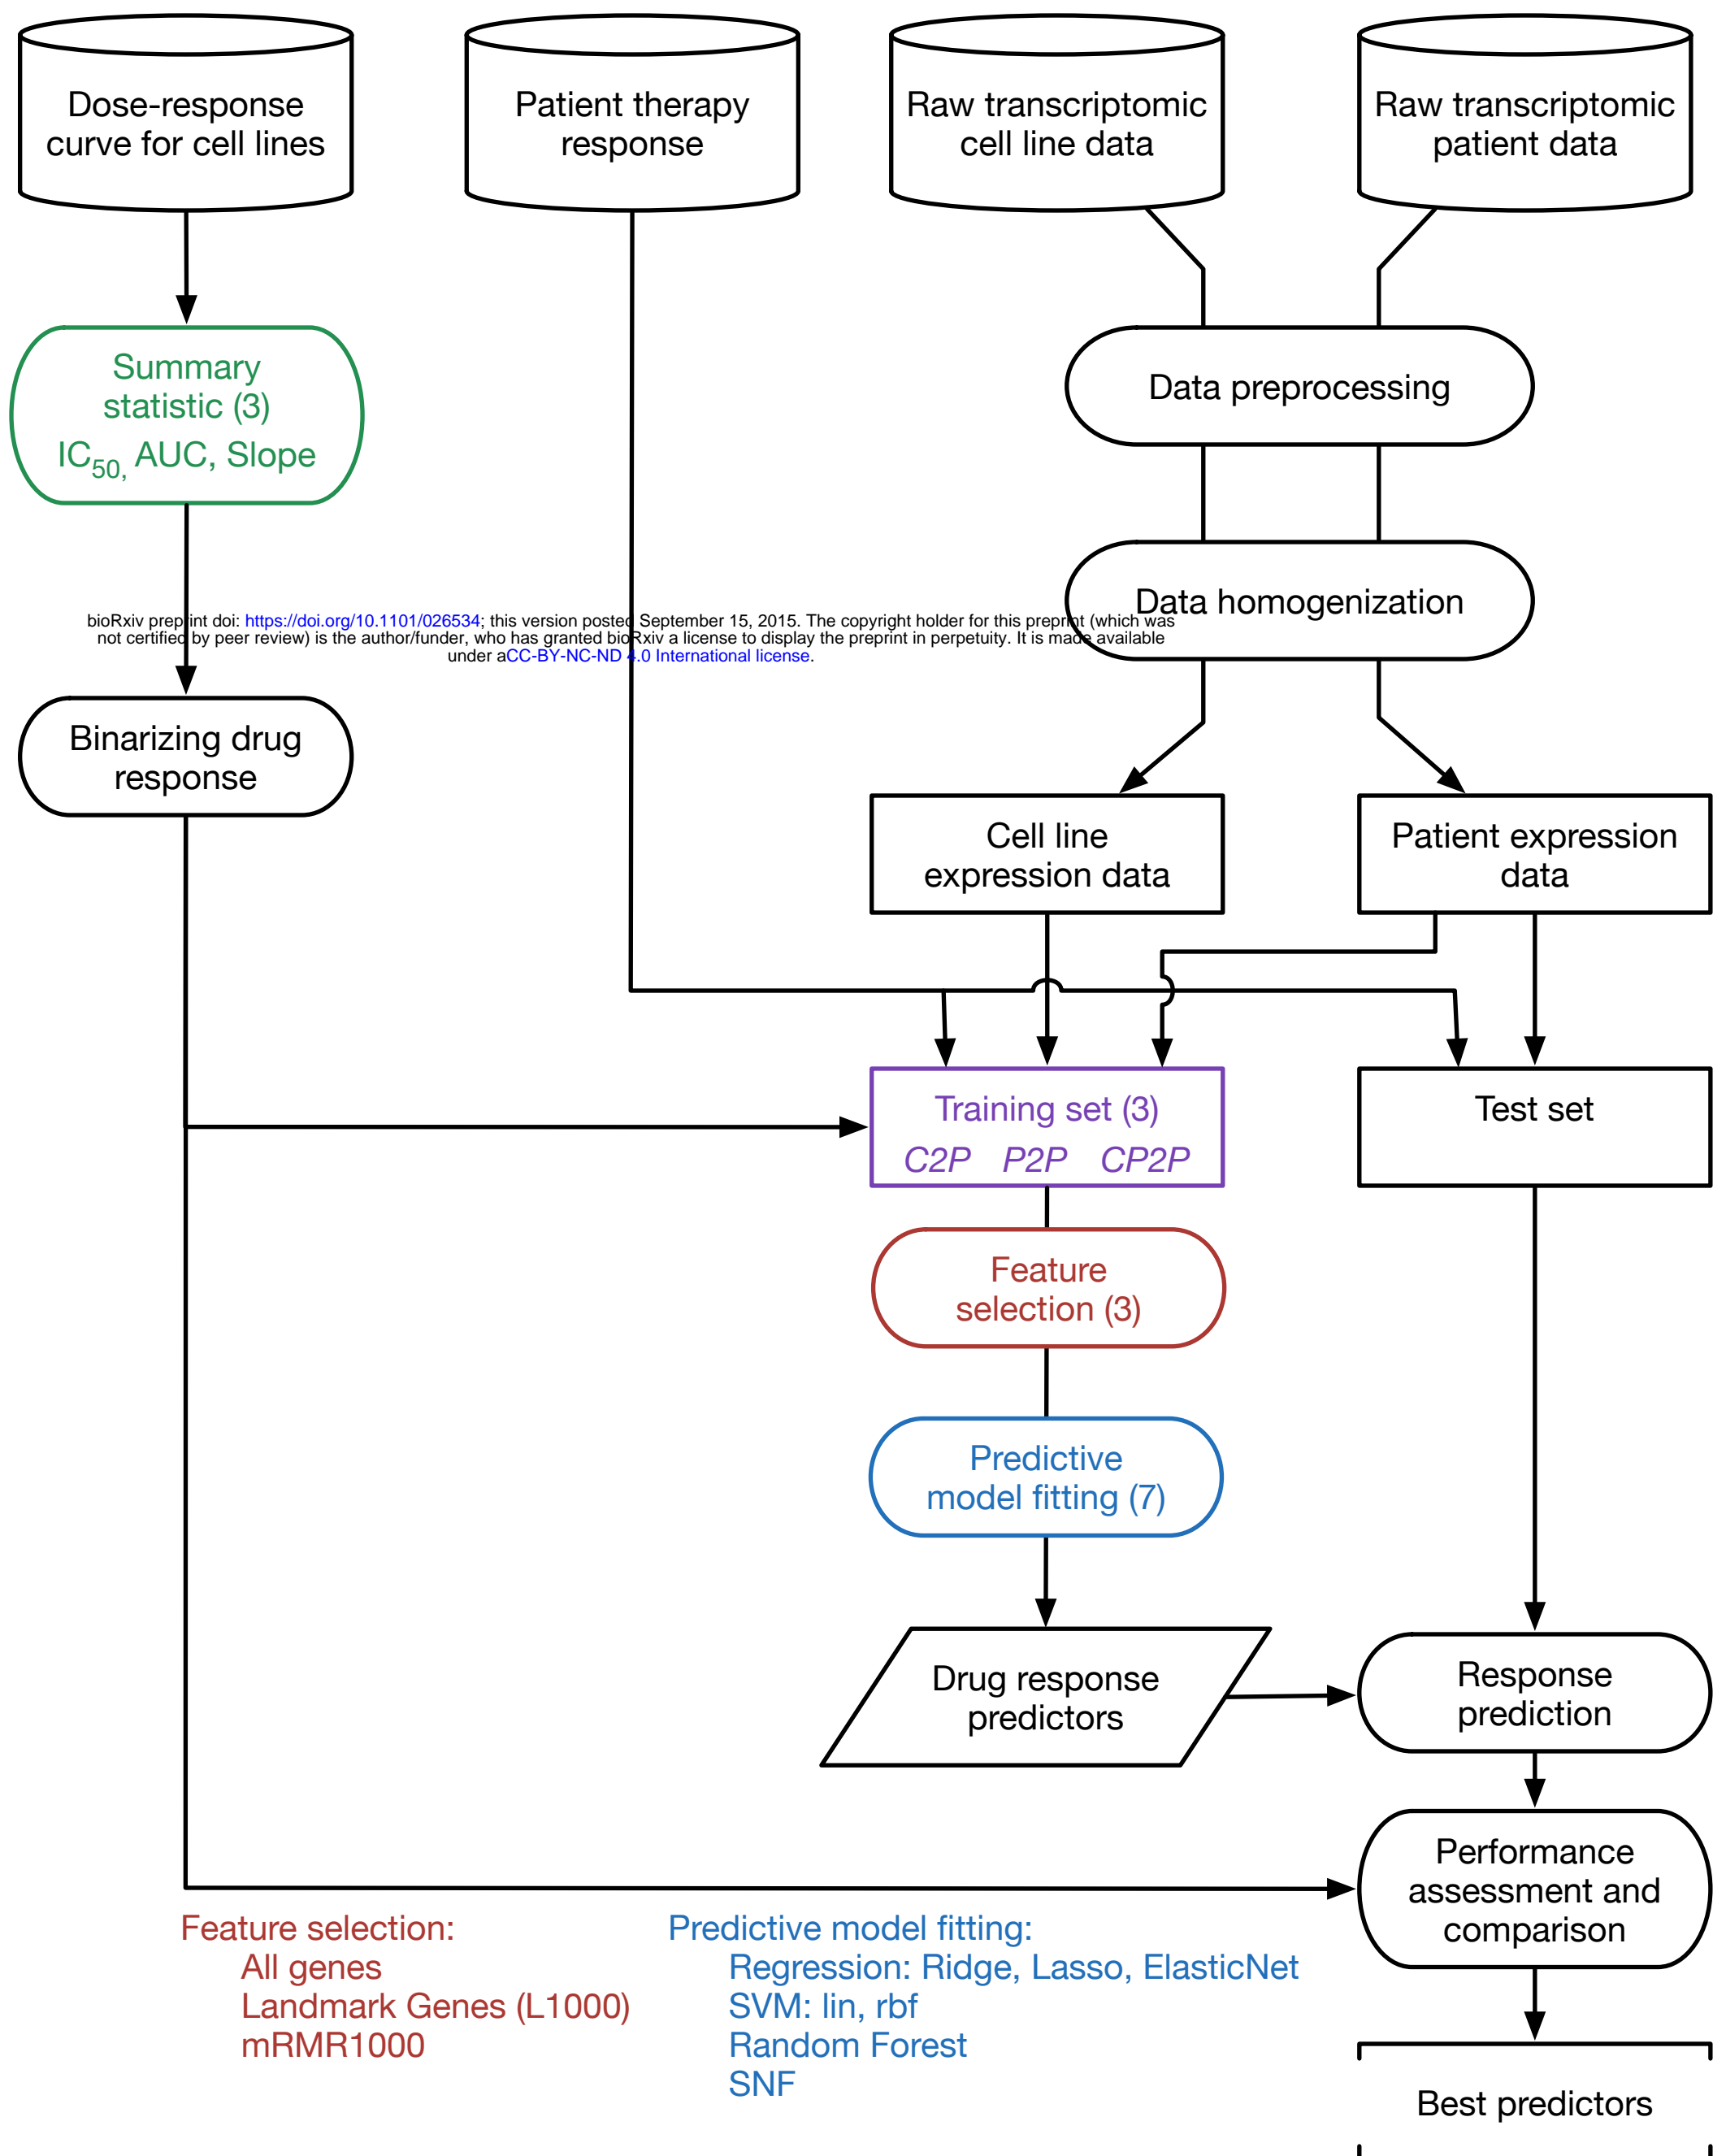 Dose-response
curve for cell lines
Patient therapy
response
Raw transcriptomic
cell line data
Raw transcriptomic
patient data
Summary
statistic (3)
IC50, AUC, Slope
Data preprocessing
Data homogenization
bioRxiv preprint doi: https://doi.org/10.1101/026534; this version posted September 15, 2015. The copyright holder for this preprint (which was
not certified by peer review) is the author/funder, who has granted bioRxiv a license to display the preprint in perpetuity. It is made available
under aCC-BY-NC-ND 4.0 International license.
Binarizing drug
response
Cell line
expression data
Patient expression
data
Training set (3)
C2P P2P CP2P
Test set
Feature
selection (3)
Predictive
model fitting (7)
Drug response
predictors
Response
prediction
Performance
assessment and
comparison
Feature selection:
All genes
Landmark Genes (L1000)
mRMR1000
Predictive model fitting:
Regression: Ridge, Lasso, ElasticNet
SVM: lin, rbf
Random Forest
SNF
Best predictors